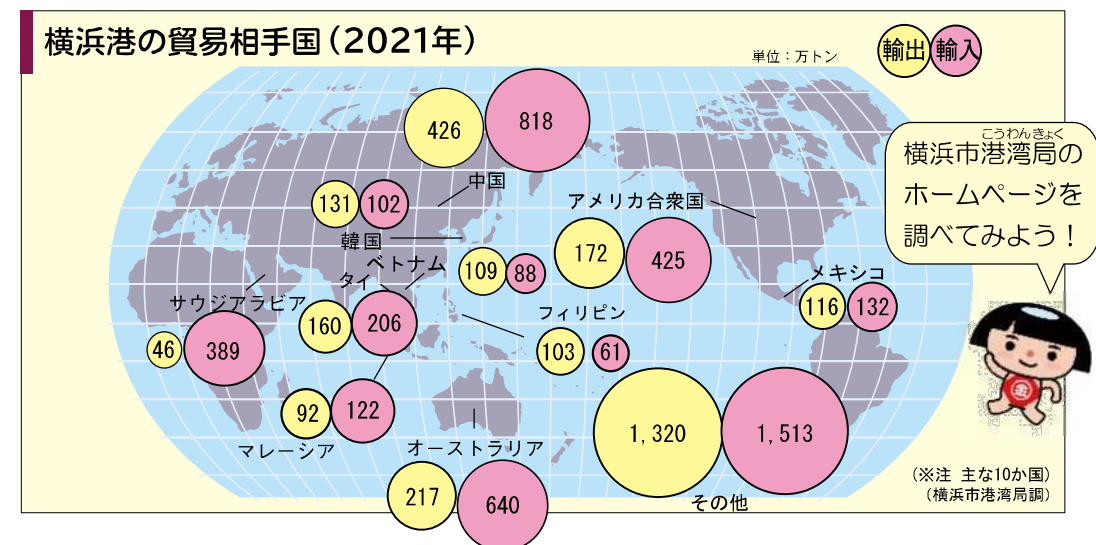 横浜港の貿易相手国(2021年)
単位:万トン
輸出 輸入
426 818
中国
131 102
韓国
アメリカ合衆国
172 425
ベトナム
109 88
タイ
160 206
サウジアラビア
46 389
フィリピン
103 61
メキシコ
116 132
92 122
マレーシア
オーストラリア
217 640
1,320 1,513
その他
こうわんきょく
横浜市港湾局の
ホームページを
調べてみよう!
金
(※注 主な10か国)
(横浜市港湾局調)